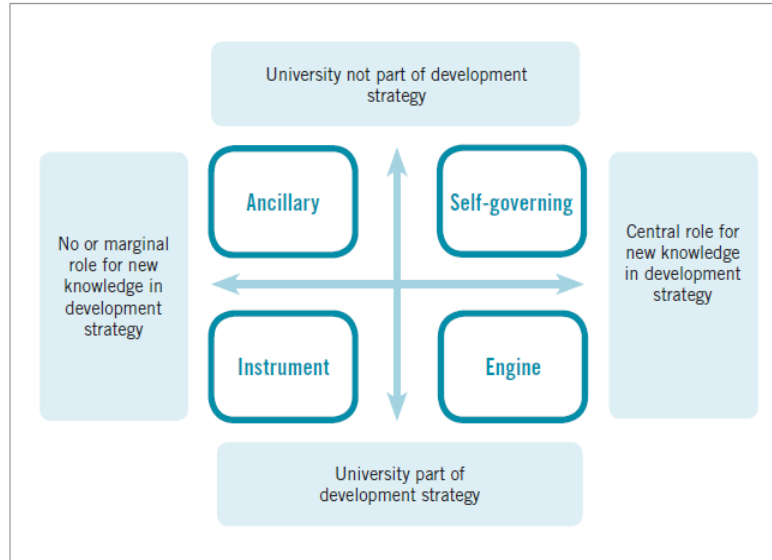 University not part of development
strategy
Ancillary
Self-governing
No or marginal
role for new
knowledge in
development
strategy
Central role for
new knowledge
in development
strategy
Instrument
Engine
University part of
development strategy